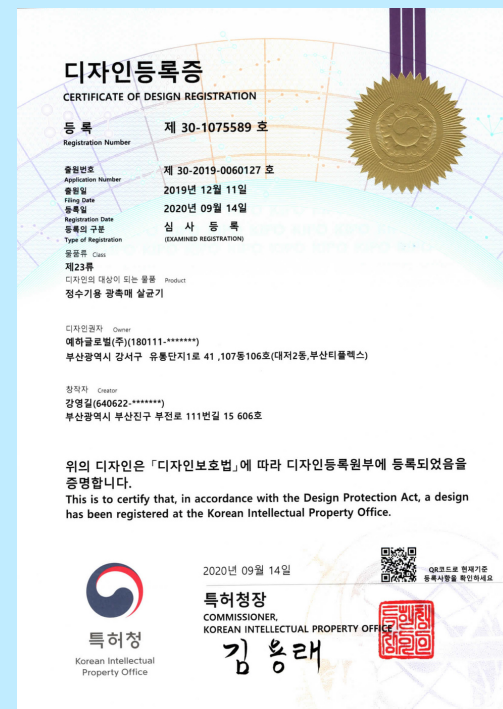 디자인등록증
CERTIFICATE OF DESIGN REGISTRATION
등 록 제 30-1075589 호
Registration Number
출원번호 제 30-2019-0060127 호
Application Number
출원일 2019년 12월 11일
Filing Date
등록일 2020년 09월 14일
Registration Date
등록의 구분 심 사 등 록
Type of Registration (EXAMINED REGISTRATION)
물품류 Class
제23류
디자인의 대상이 되는 물품 Product
정수기용 광촉매 살균기
디자인권자 Owner
예하글로벌(주)(180111-*******)
부산광역시 강서구 유통단지1로 41 ,107동106호(대저2동,부산티플렉스)
창작자 Creator
강영길(640622-*******)
부산광역시 부산진구 부전로 111번길 15 606호
위의 디자인은 「디자인보호법」에 따라 디자인등록원부에 등록되었음을
증명합니다.
This is to certify that, in accordance with the Design Protection Act, a design
has been registered at the Korean Intellectual Property Office.
2020년 09월 14일
QR코드로 현재기준
등록사항을 확인하세요
특허청장
COMMISSIONER,
KOREAN INTELLECTUAL PROPERTY OFFICE
김용래
특허청
Korean Intellectual
Property Office